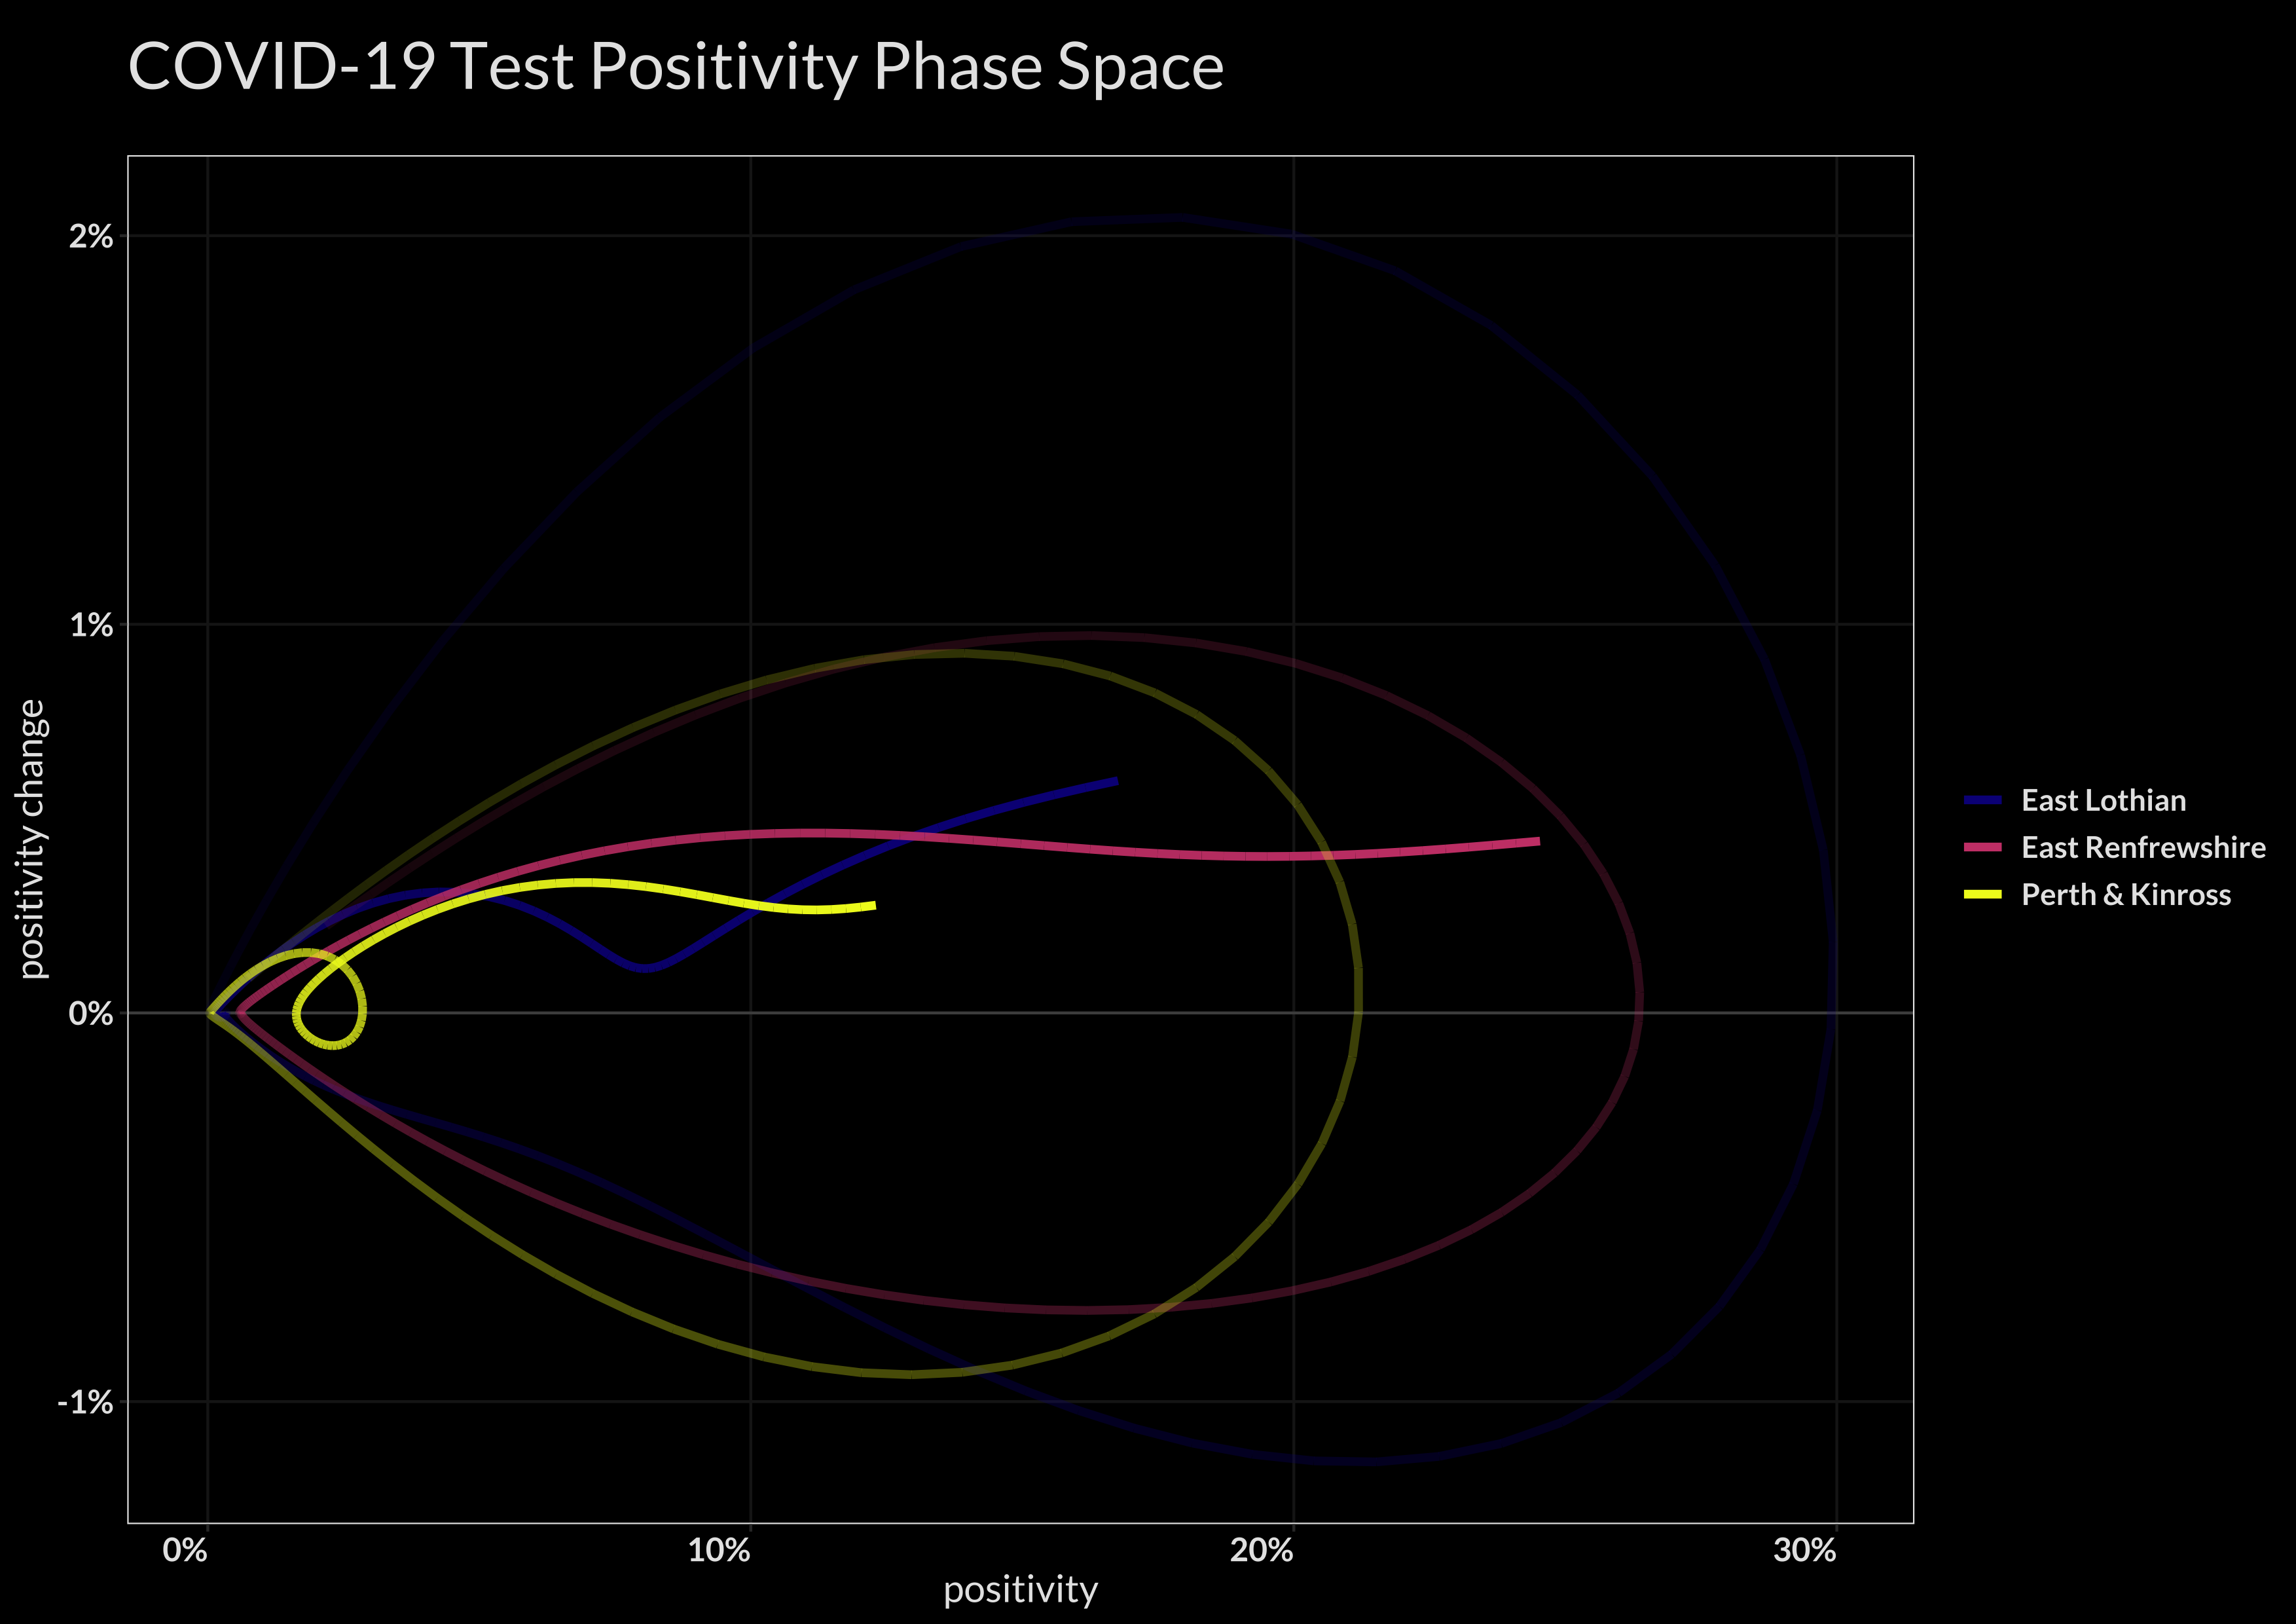 COVID-19 Test Positivity Phase Space
2%
1%
0%
-1%
positivity change
0%
10%
20%
30%
positivity
East Lothian
East Renfrewshire
Perth & Kinross